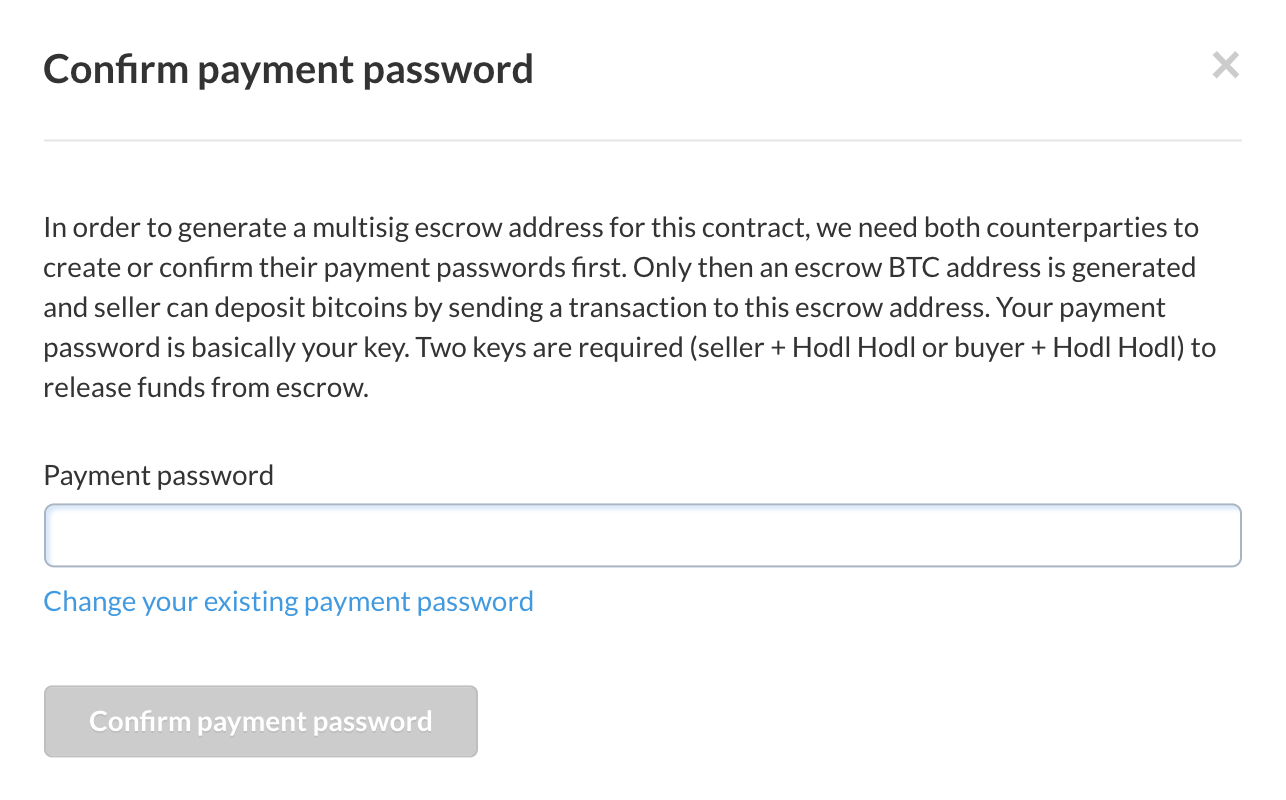 Confirm payment password
In order to generate a multisig escrow address for this contract, we need both counterparties to
create or confirm their payment passwords first. Only then an escrow BTC address is generated
and seller can deposit bitcoins by sending a transaction to this escrow address. Your payment
password is basically your key. Two keys are required (seller + Hodl Hodl or buyer + Hodl Hodl) to
release funds from escrow.
Payment password
Change your existing payment password
Confirm payment password